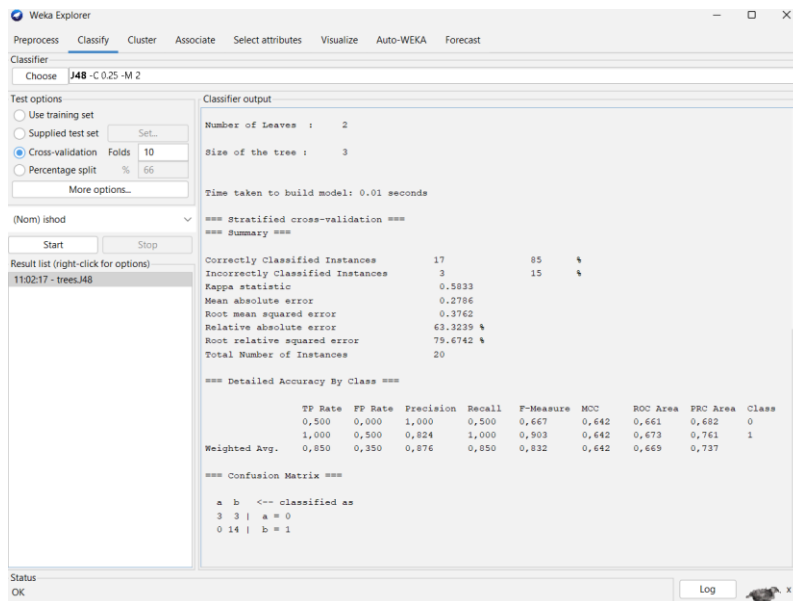 Weka Explorer
Preprocess Classify Cluster Associate Select attributes Visualize Auto-WEKA Forecast
Classifier
Choose J48 -C 0.25 -M 2
Test options
Use training set
Supplied test set Set...
Cross-validation Folds 10
Percentage split % 66
More options...
(Nom) ishod
Start Stop
Result list (right-click for options)
11:02:17 - trees.J48
Classifier output
Number of Leaves : 2
Size of the tree : 3
Time taken to build model: 0.01 seconds
=== Stratified cross-validation ===
=== Summary ===
Correctly Classified Instances 17 85 %
Incorrectly Classified Instances 3 15 %
Kappa statistic 0.5833
Mean absolute error 0.2786
Root mean squared error 0.3762
Relative absolute error 63.3239 %
Root relative squared error 79.6742 %
Total Number of Instances 20
=== Detailed Accuracy By Class ===
TP Rate FP Rate Precision Recall F-Measure MCC ROC Area PRC Area Class
0,500 0,000 1,000 0,500 0,667 0,642 0,661 0,682 0
1,000 0,500 0,824 1,000 0,903 0,642 0,673 0,761 1
Weighted Avg. 0,850 0,350 0,876 0,850 0,832 0,642 0,669 0,737
=== Confusion Matrix ===
a b <-- classified as
3 3 | a = 0
0 14 | b = 1
Status
OK
Log
x